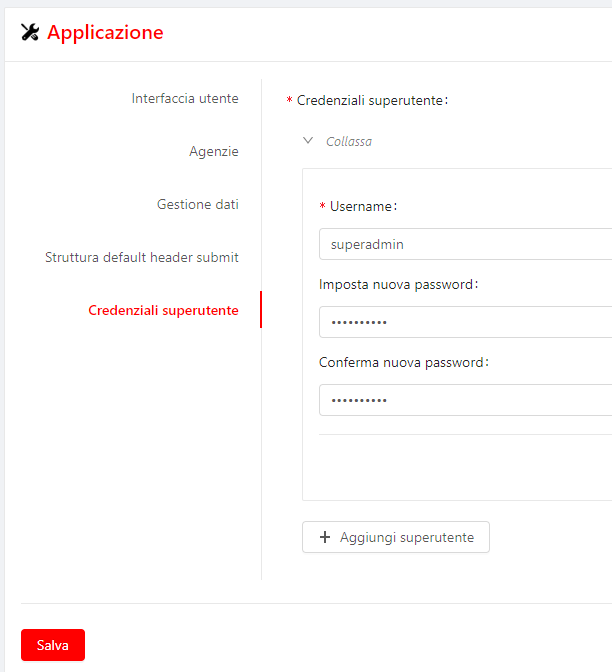 Applicazione
Interfaccia utente
Agenzie
Gestione dati
Struttura default header submit
Credenziali superutente
* Credenziali superutente:
Collassa
* Username:
superadmin
Imposta nuova password:
••••••••••
Conferma nuova password:
••••••••••
+ Aggiungi superutente
Salva